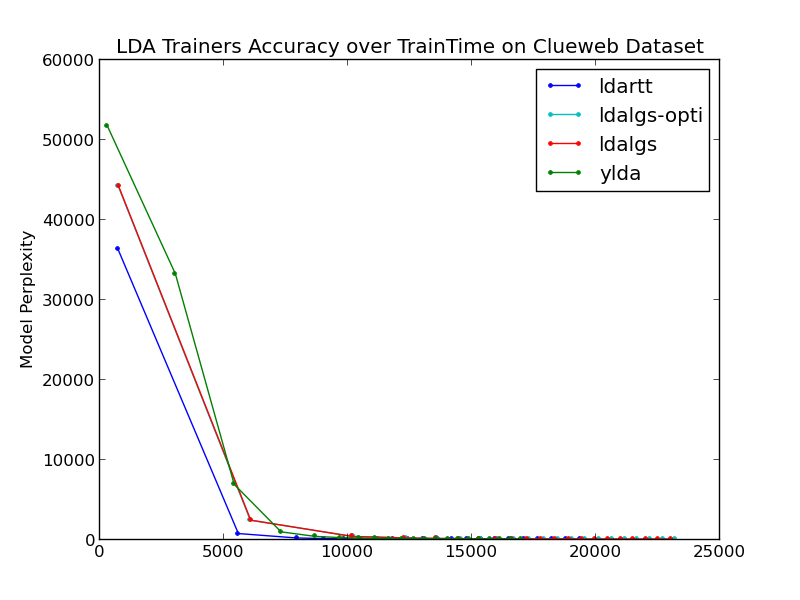 LDA Trainers Accuracy over TrainTime on Clueweb Dataset
60000
50000
40000
30000
20000
10000
0
Model Perplexity
ldartt
ldalgs-opti
ldalgs
ylda
0 5000 10000 15000 20000 25000